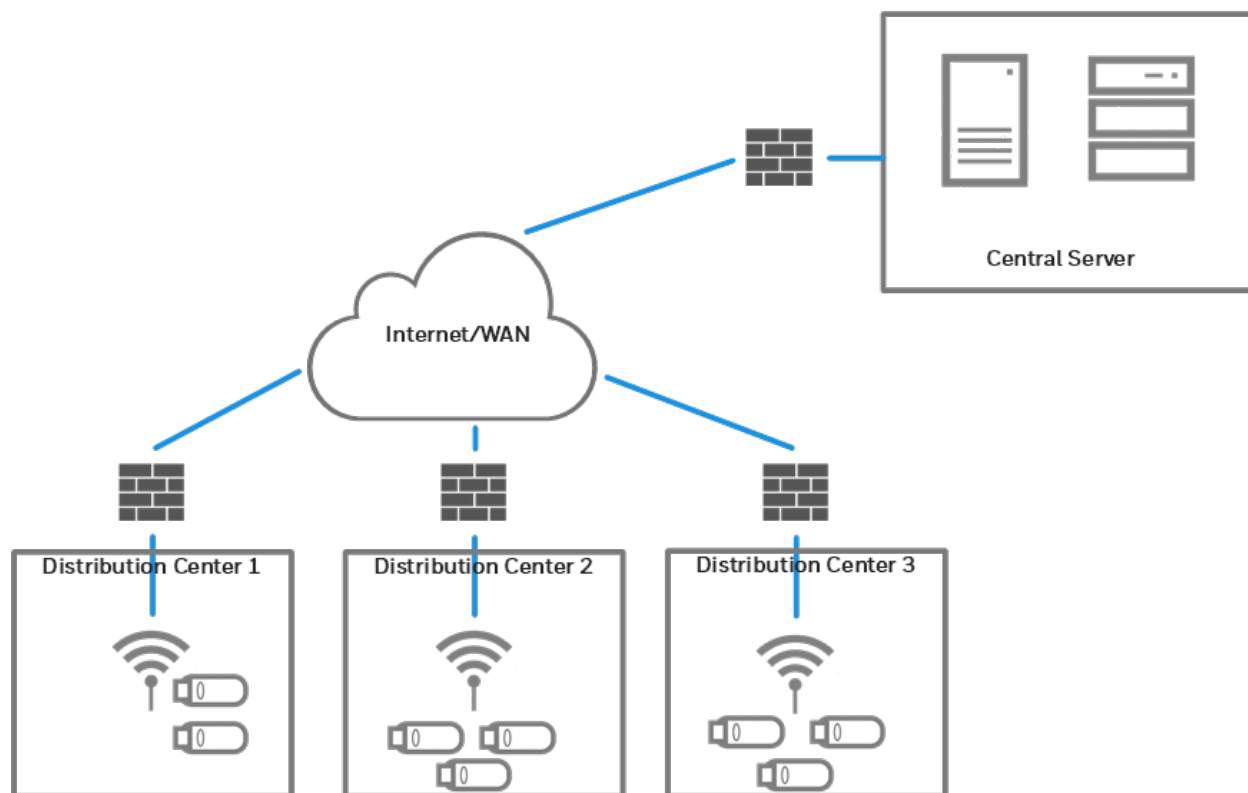 Central Server
Internet/WAN
Distribution Center 1
Distribution Center 2
Distribution Center 3